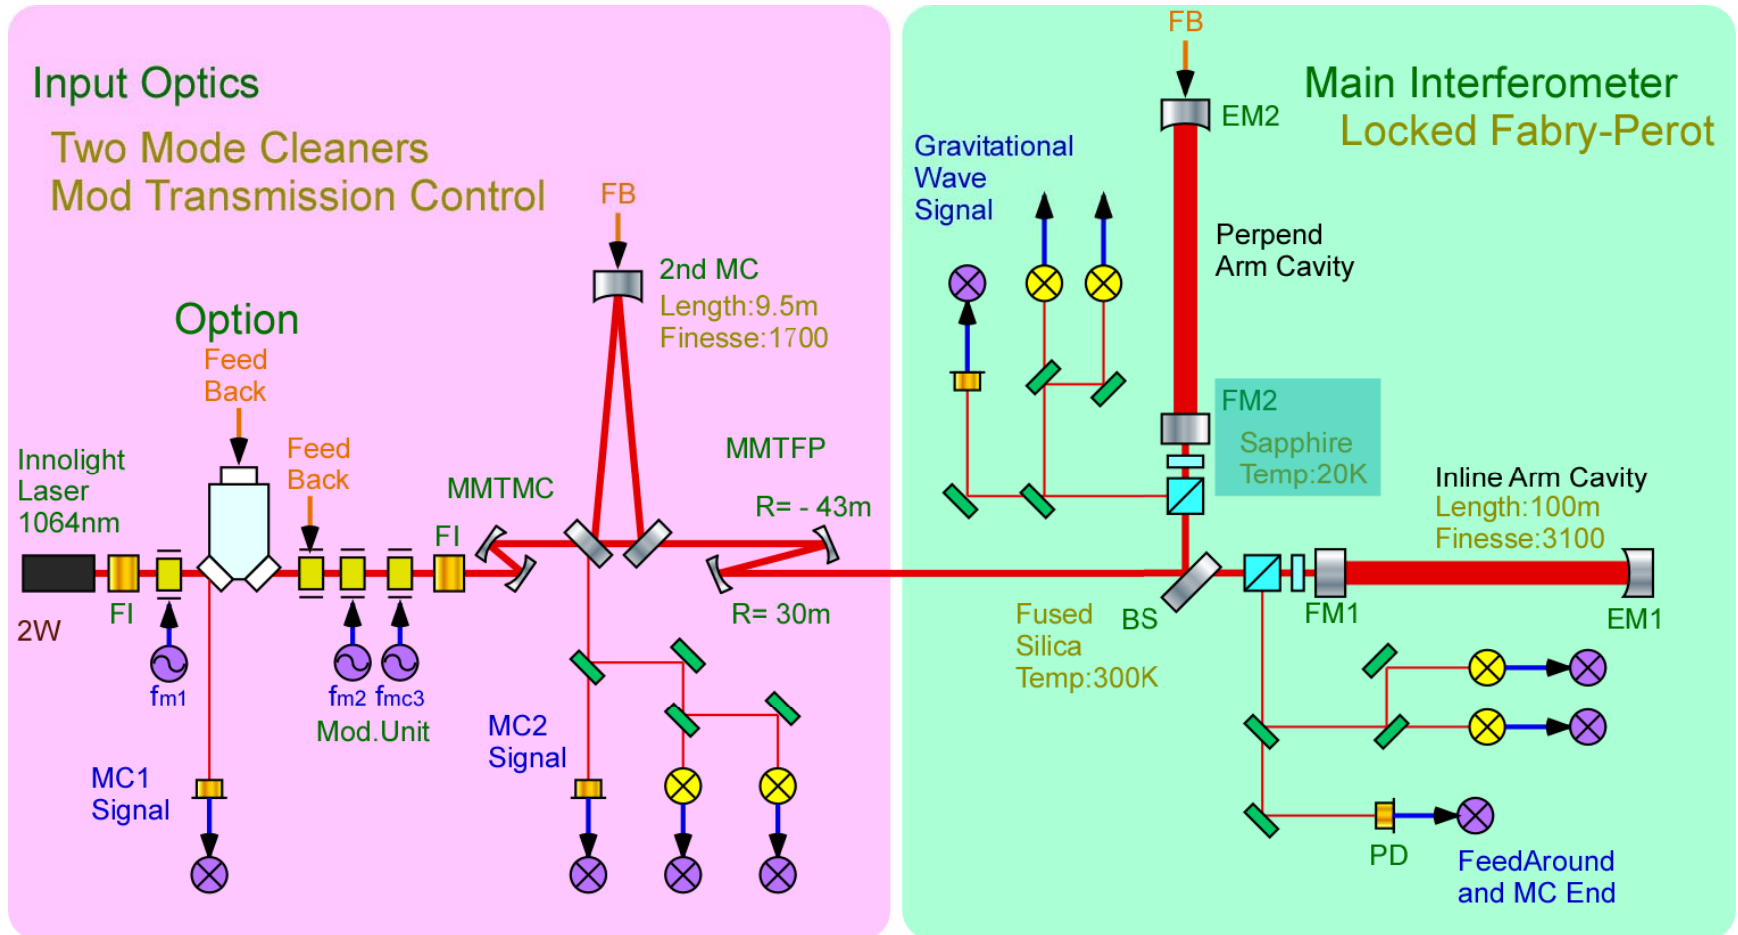 Input Optics
Two Mode Cleaners
Mod Transmission Control
FB
2nd MC
Length:9.5m
Finesse:1700
Option
Feed
Back
Feed
Back
Innolight
Laser
1064nm
2W
FI
fm1
fm2
fmc3
Mod.Unit
FI
MMTMC
MMTFP
R= - 43m
R= 30m
MC1
Signal
MC2
Signal
Main Interferometer
Locked Fabry-Perot
FB
EM2
Gravitational
Wave
Signal
Perpend
Arm Cavity
FM2
Sapphire
Temp:20K
Inline Arm Cavity
Length:100m
Finesse:3100
Fused
Silica
Temp:300K
BS
FM1
EM1
PD
FeedAround
and MC End